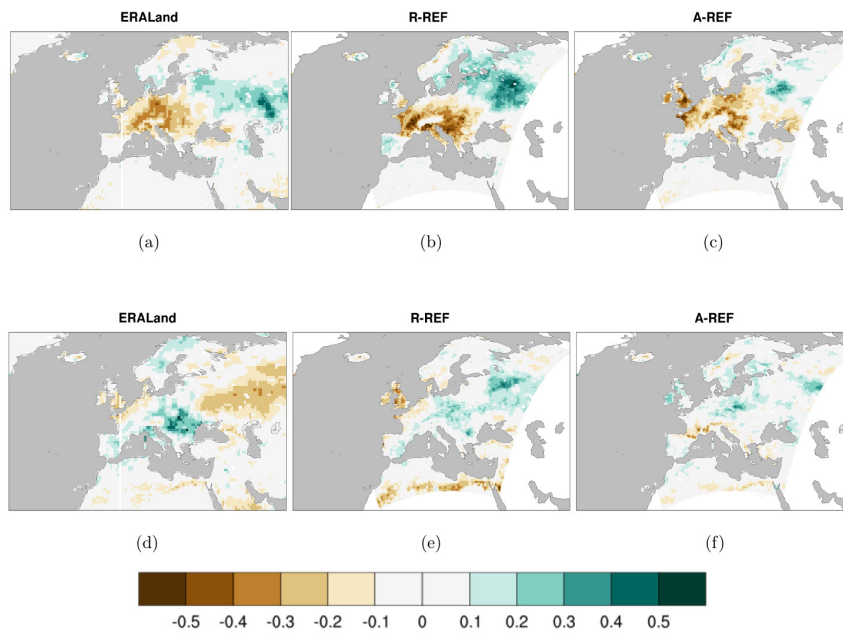 ERALand
R-REF
A-REF
(a)
(b)
(c)
ERALand
R-REF
A-REF
(d)
(e)
(f)
-0.5 -0.4 -0.3 -0.2 -0.1 0 0.1 0.2 0.3 0.4 0.5